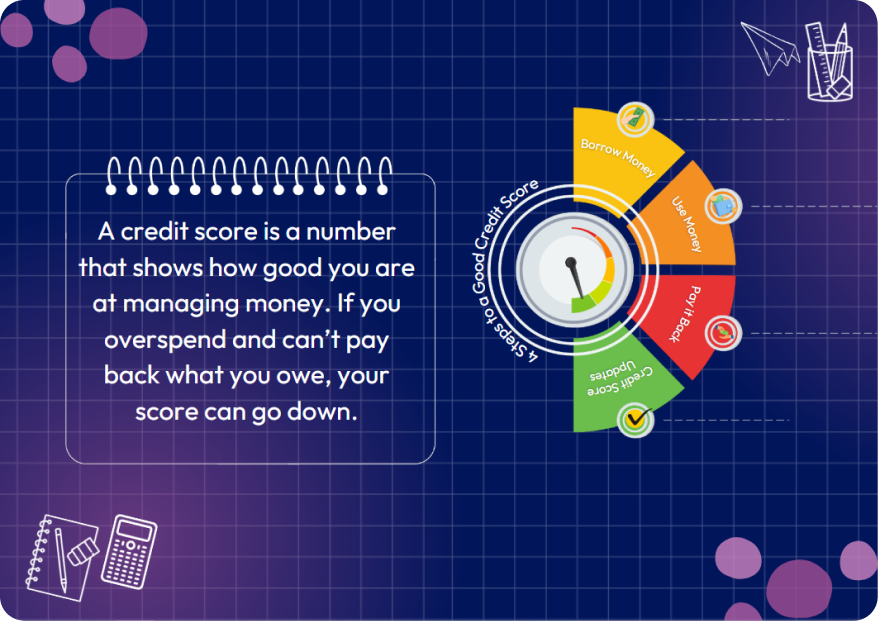 A credit score is a number
that shows how good you are
at managing money. If you
overspend and can’t pay
back what you owe, your
score can go down.
4 Steps to a Good Credit Score
Borrow Money
Use Money
Pay it Back
Credit Score
Updates